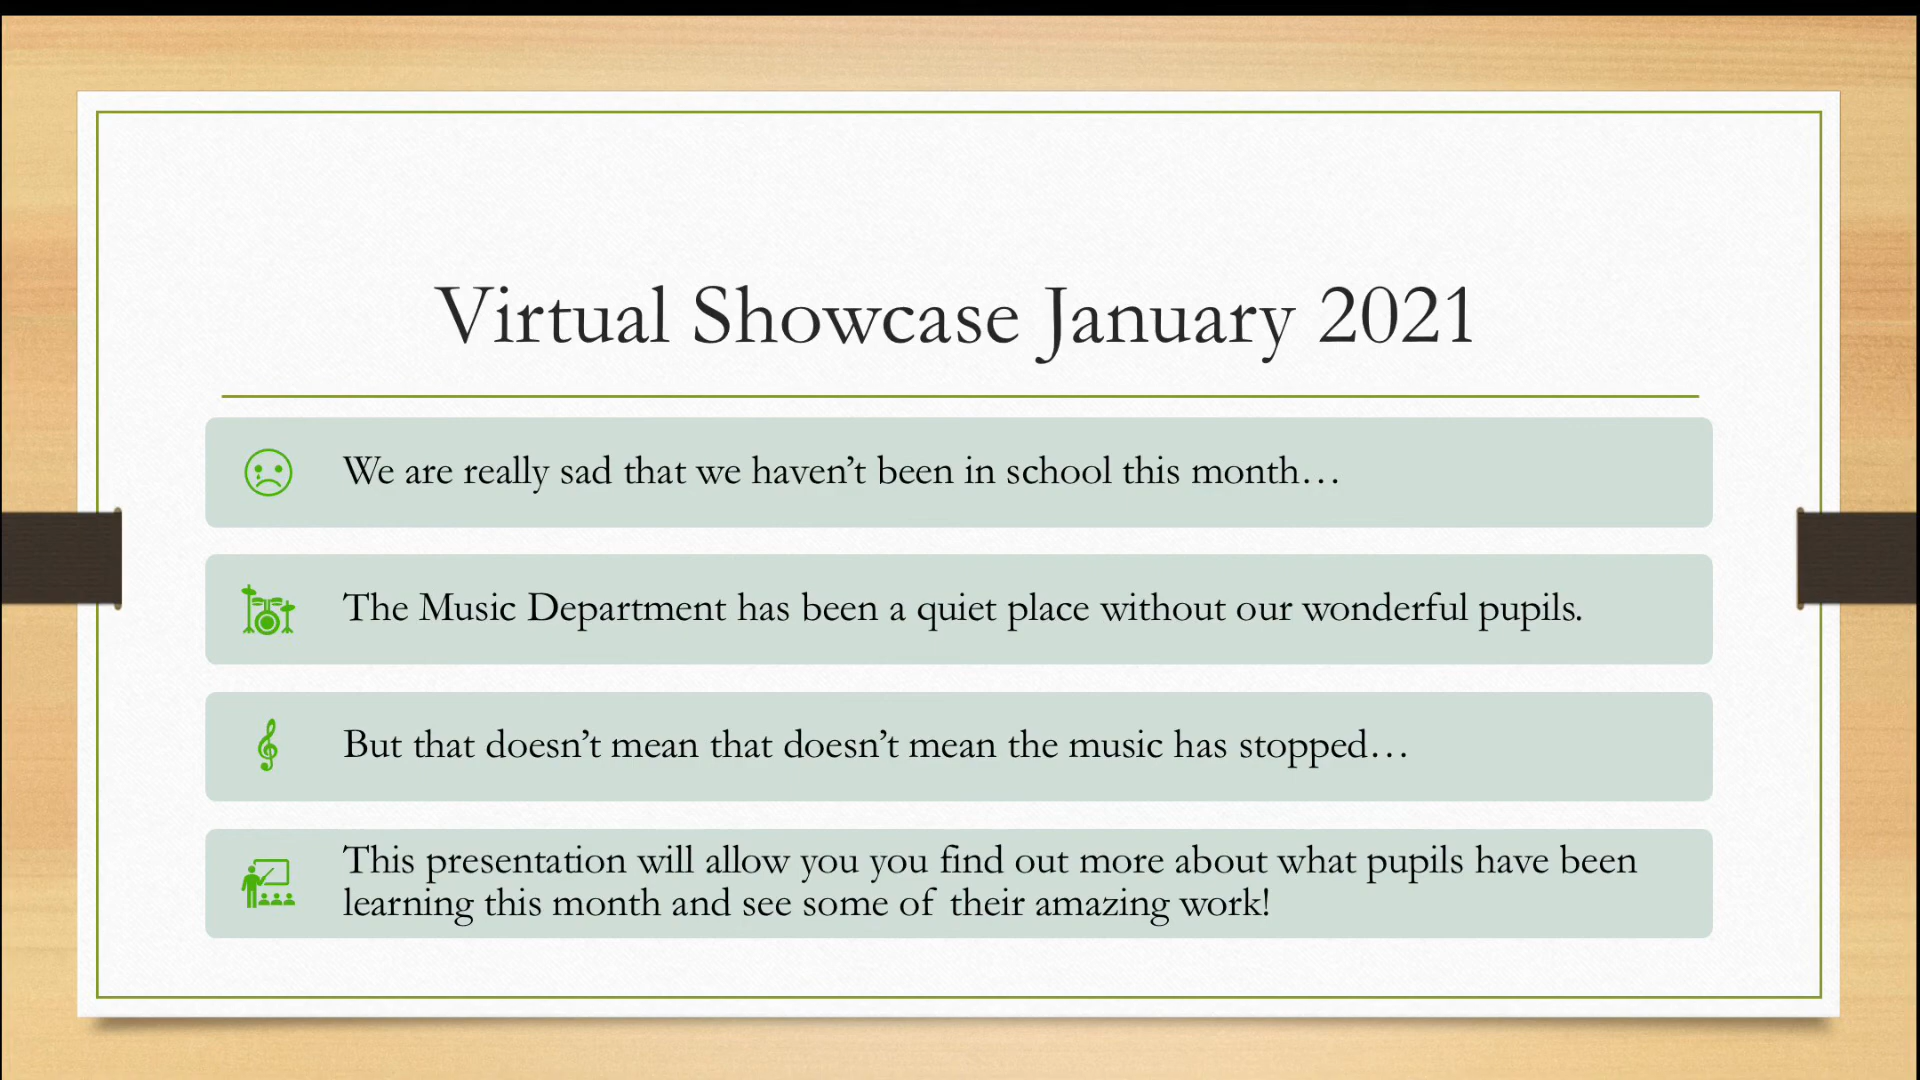 Virtual Showcase January 2021
We are really sad that we haven’t been in school this month…
The Music Department has been a quiet place without our wonderful pupils.
But that doesn’t mean that doesn’t mean the music has stopped…
This presentation will allow you you find out more about what pupils have been
learning this month and see some of their amazing work!